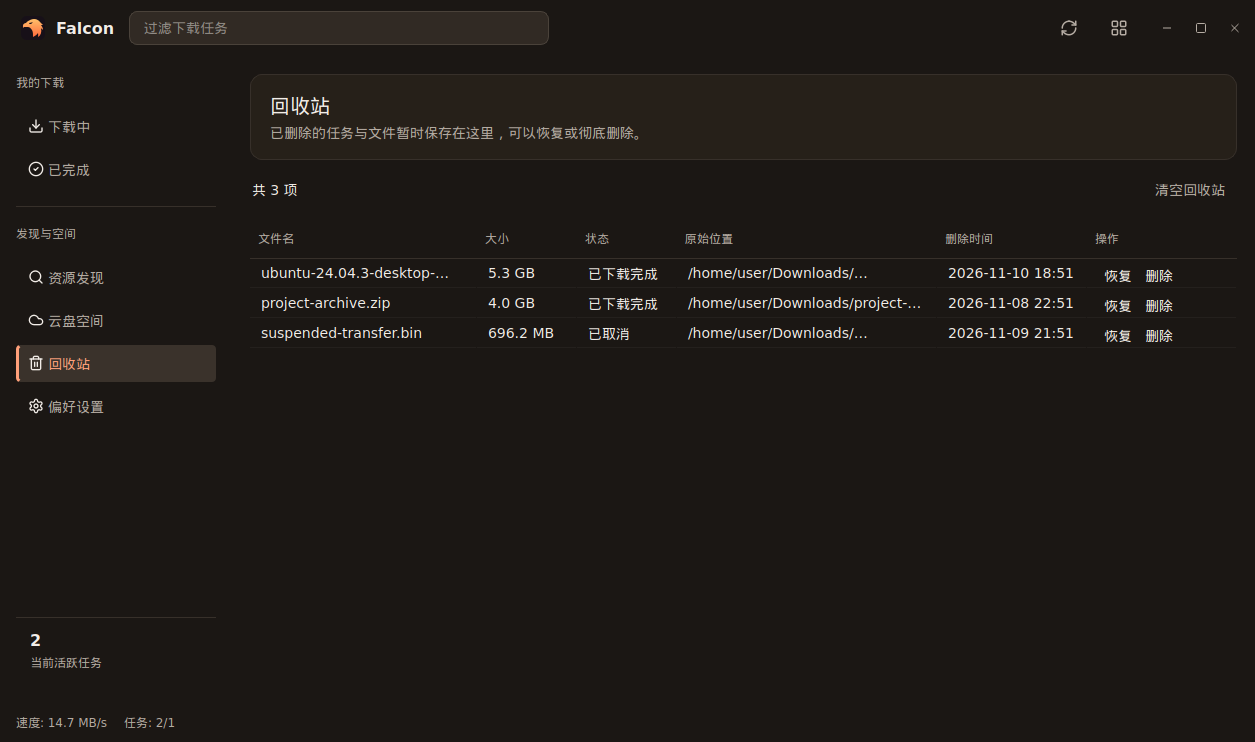 Falcon
过滤下载任务
我的下载
下载中
已完成
发现与空间
资源发现
云盘空间
回收站
偏好设置
2
当前活跃任务
速度: 14.7 MB/s 任务: 2/1
回收站
已删除的任务与文件暂时保存在这里，可以恢复或彻底删除。
共 3 项 清空回收站
文件名 大小 状态 原始位置 删除时间 操作
ubuntu-24.04.3-desktop-… 5.3 GB 已下载完成 /home/user/Downloads/… 2026-11-10 18:51 恢复 删除
project-archive.zip 4.0 GB 已下载完成 /home/user/Downloads/project-… 2026-11-08 22:51 恢复 删除
suspended-transfer.bin 696.2 MB 已取消 /home/user/Downloads/… 2026-11-09 21:51 恢复 删除